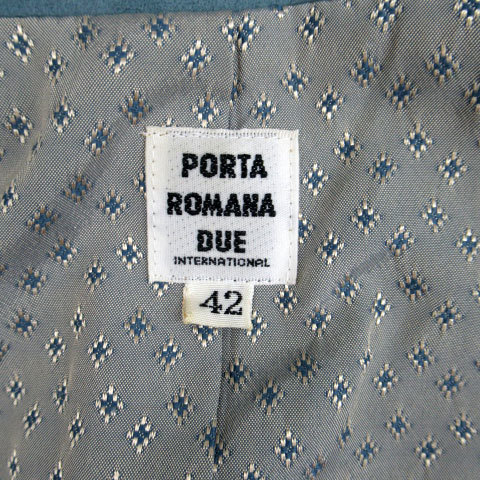 PORTA
ROMANA
DUE
INTERNATIONAL
42